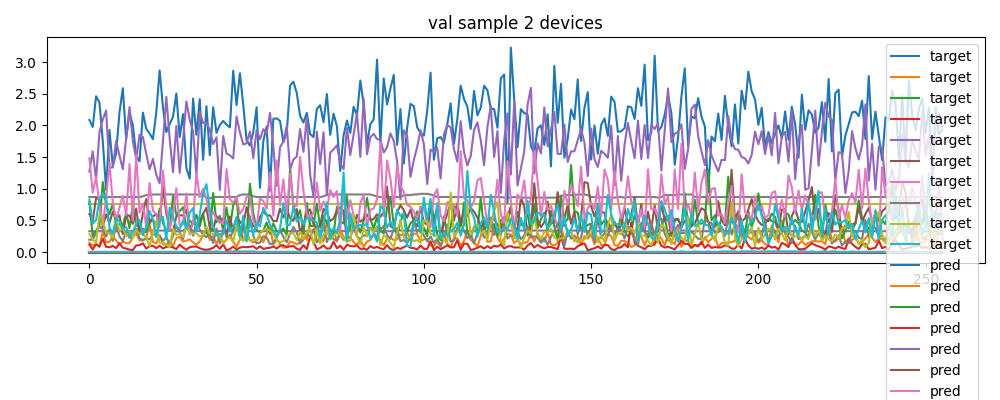 val sample 2 devices
3.0
2.5
2.0
1.5
1.0
0.5
0.0
0
50
100
150
200
250
target
target
target
target
target
target
target
target
target
target
pred
pred
pred
pred
pred
pred
pred